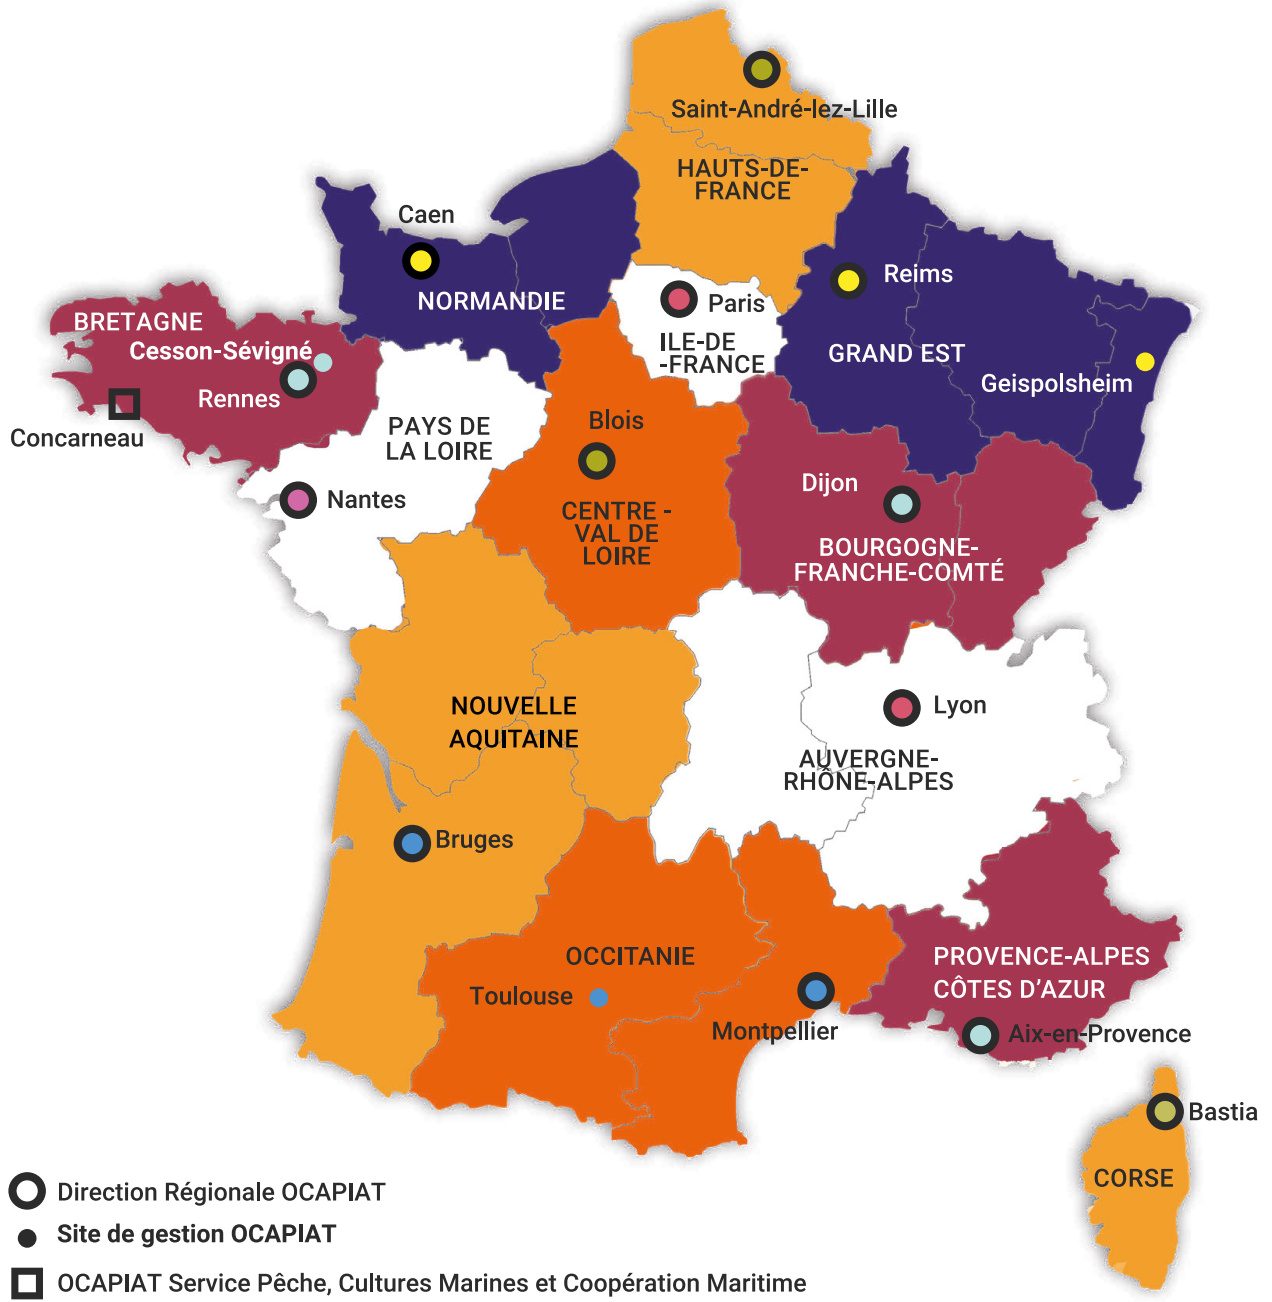 Saint-André-lez-Lille
HAUTS-DE-
FRANCE
Caen
NORMANDIE
Reims
GRAND EST
Geispolsheim
Paris
ILE-DE
-FRANCE
BRETAGNE
Cesson-Sévigné
Rennes
Concarneau
PAYS DE
LA LOIRE
Nantes
Blois
CENTRE -
VAL DE
LOIRE
Dijon
BOURGOGNE-
FRANCHE-COMTÉ
NOUVELLE
AQUITAINE
Bruges
Lyon
AUVERGNE-
RHÔNE-ALPES
OCCITANIE
Toulouse
Montpellier
PROVENCE-ALPES
CÔTES D'AZUR
Aix-en-Provence
Bastia
CORSE
Direction Régionale OCAPIAT
Site de gestion OCAPIAT
OCAPIAT Service Pêche, Cultures Marines et Coopération Maritime